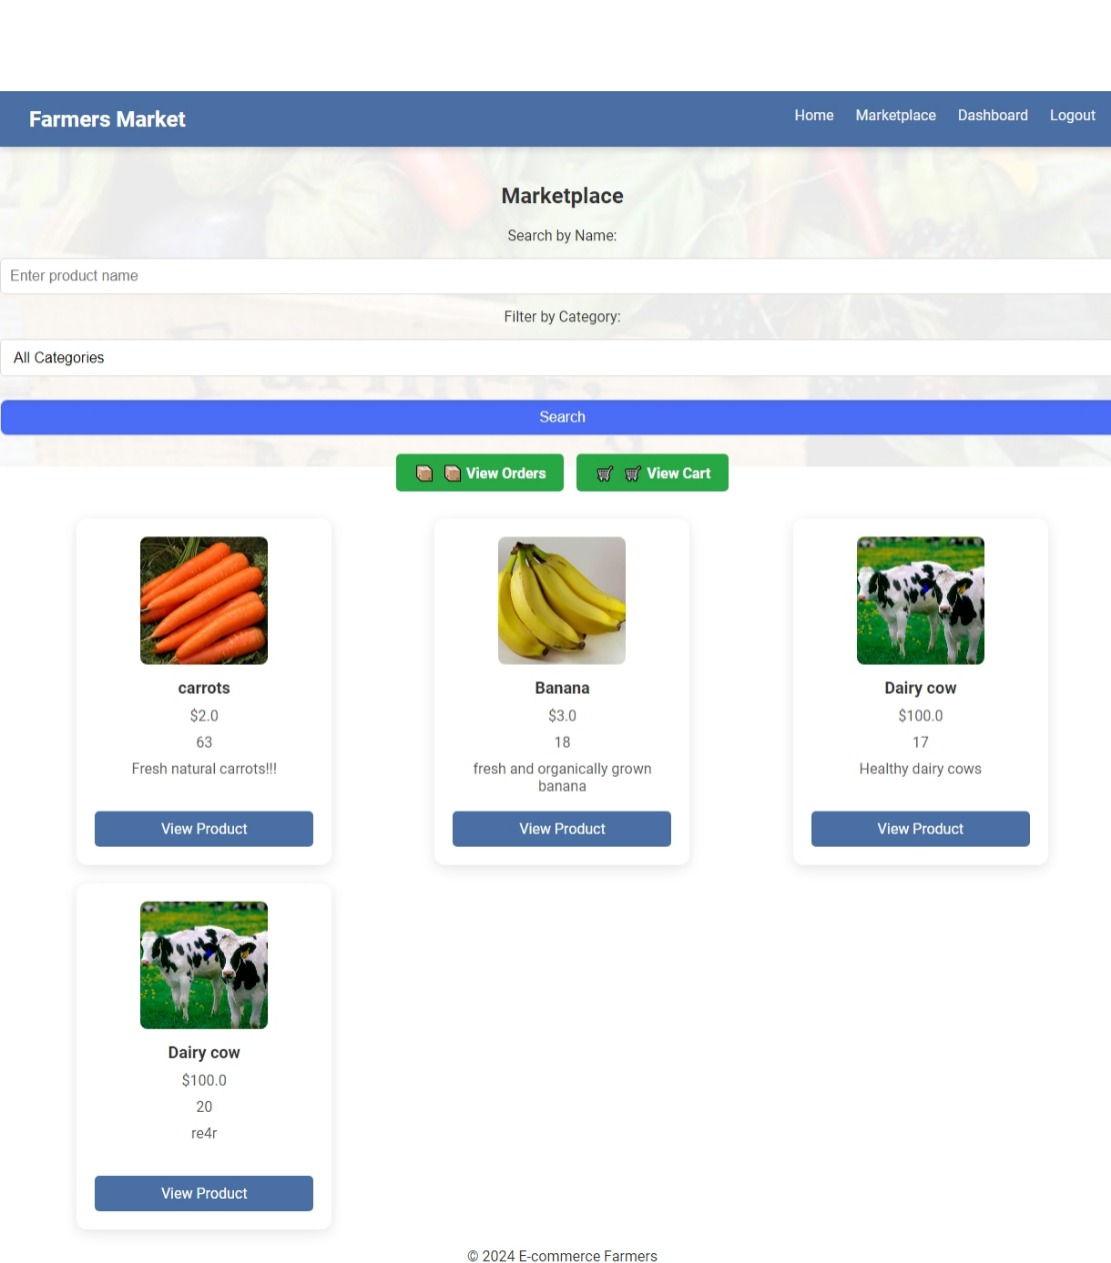 Farmers Market
Home Marketplace Dashboard Logout
Marketplace
Search by Name:
Enter product name
Filter by Category:
All Categories
Search
📦 📦 View Orders
🛒 🛒 View Cart
carrots
$2.0
63
Fresh natural carrots!!!
View Product
Banana
$3.0
18
fresh and organically grown
banana
View Product
Dairy cow
$100.0
17
Healthy dairy cows
View Product
Dairy cow
$100.0
20
re4r
View Product
© 2024 E-commerce Farmers